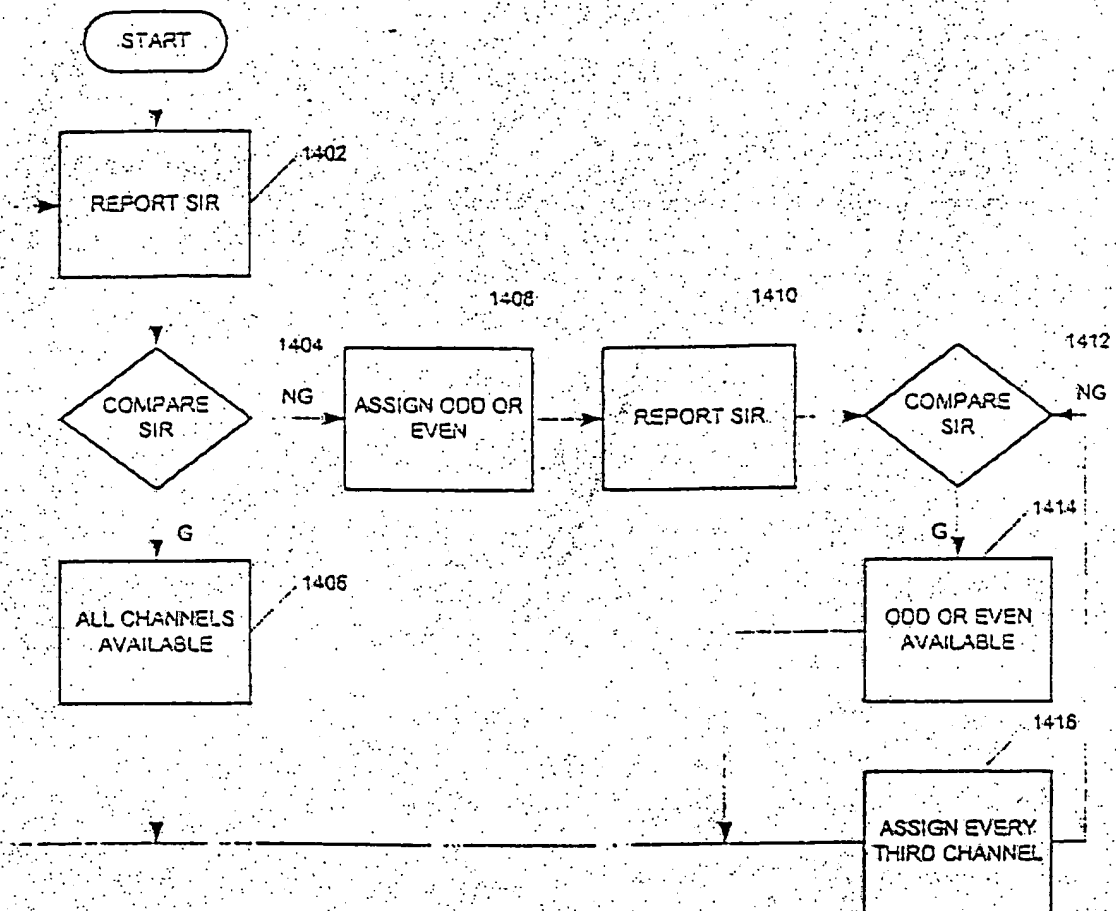 START
1402
REPORT SIR
1408
1410
1404
1412
COMPARE
SIR
NG
ASSIGN ODD OR
EVEN
REPORT SIR
COMPARE
SIR
NG
G
G
1414
1406
ALL CHANNELS
AVAILABLE
ODD OR EVEN
AVAILABLE
1416
ASSIGN EVERY
THIRD CHANNEL